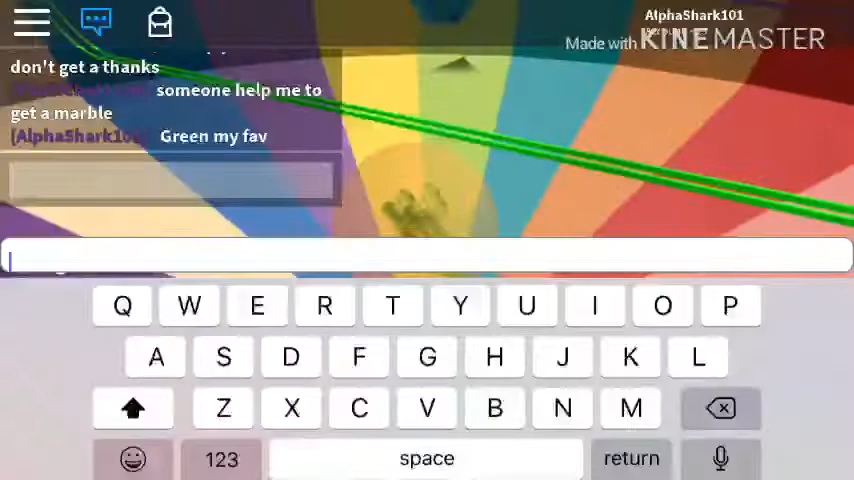 AlphaShark101
Made with KINEMASTER
don't get a thanks
someone help me to
get a marble
[AlphaShark101]: Green my fav
Q W E R T Y U I O P
A S D F G H J K L
Z X C V B N M
123 space return